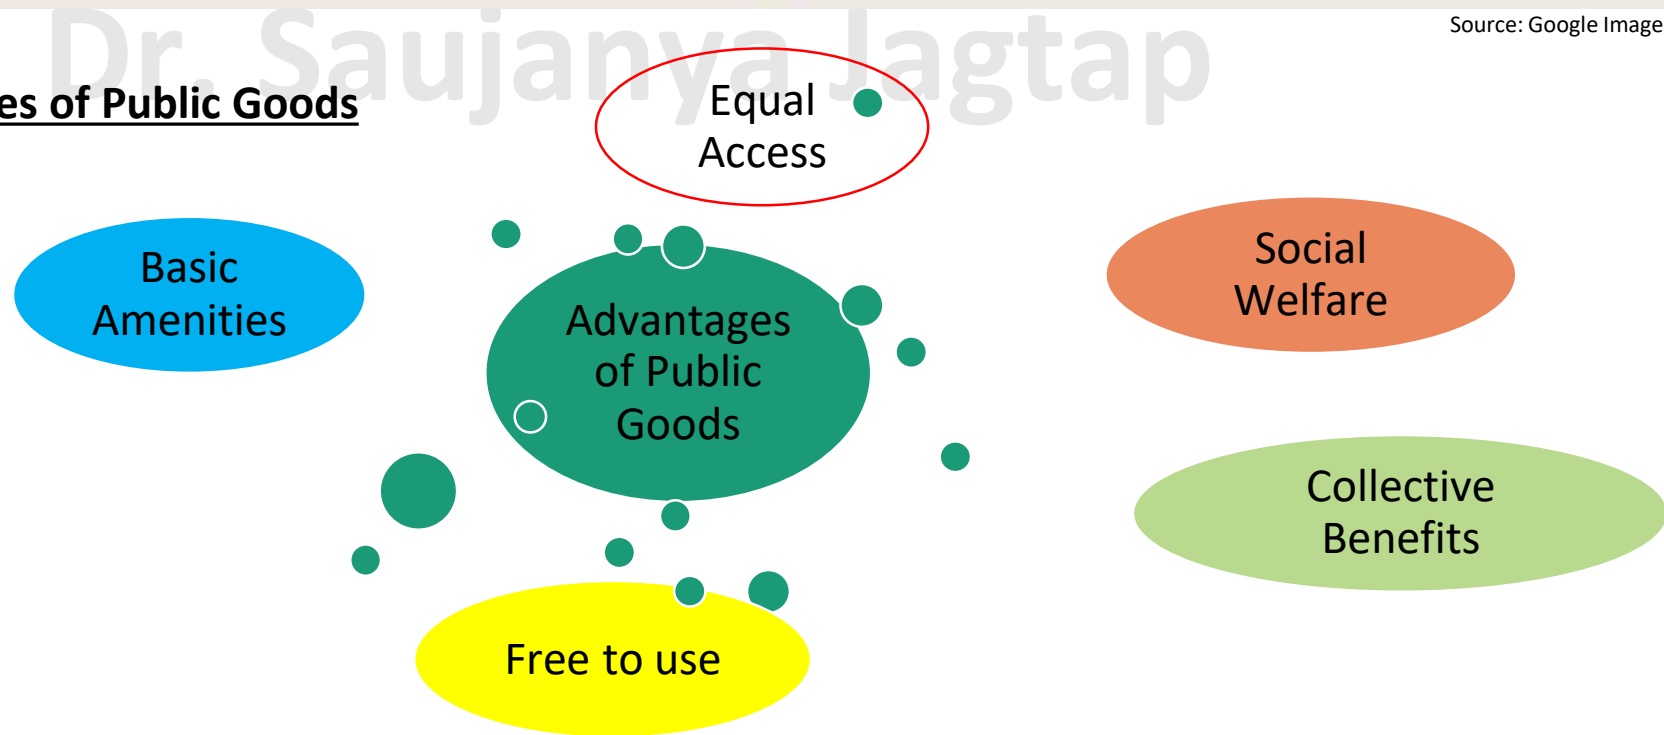 Source: Google Image
Dr. Saujanya Jagtap
es of Public Goods
Equal
Access
Basic
Amenities
Social
Welfare
Advantages
of Public
Goods
Collective
Benefits
Free to use